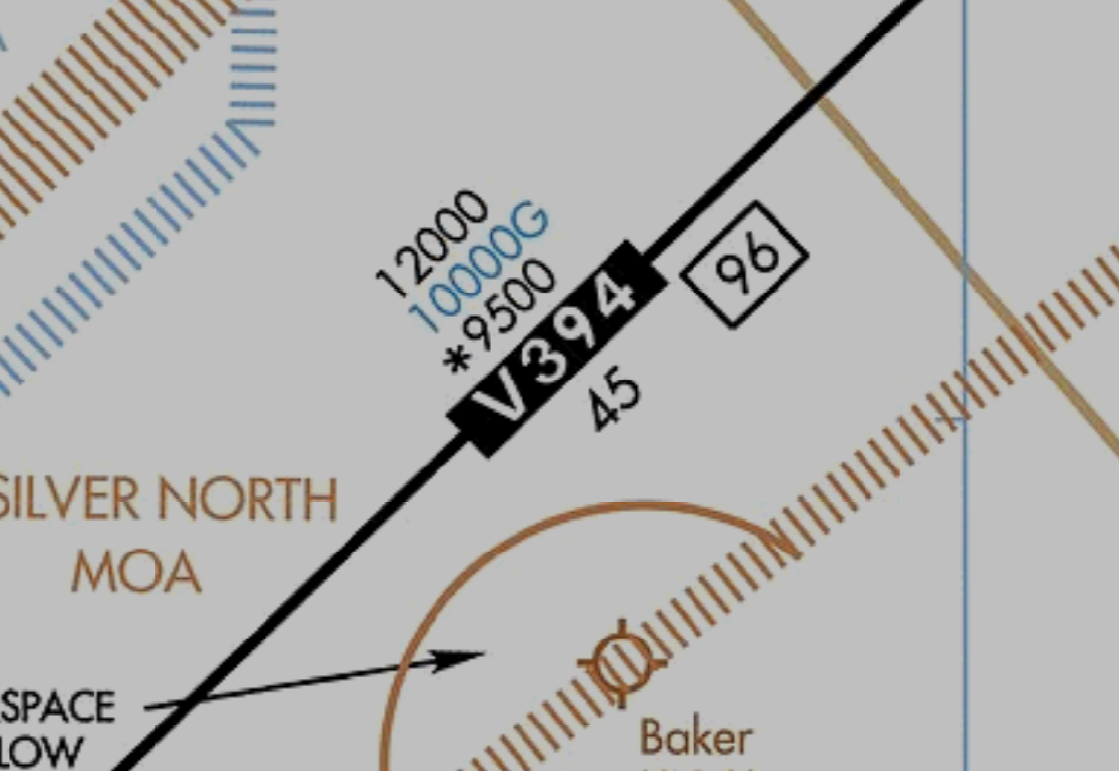 12000
10000G
*9500
V394
45
96
SILVER NORTH
MOA
SPACE
LOW
Baker